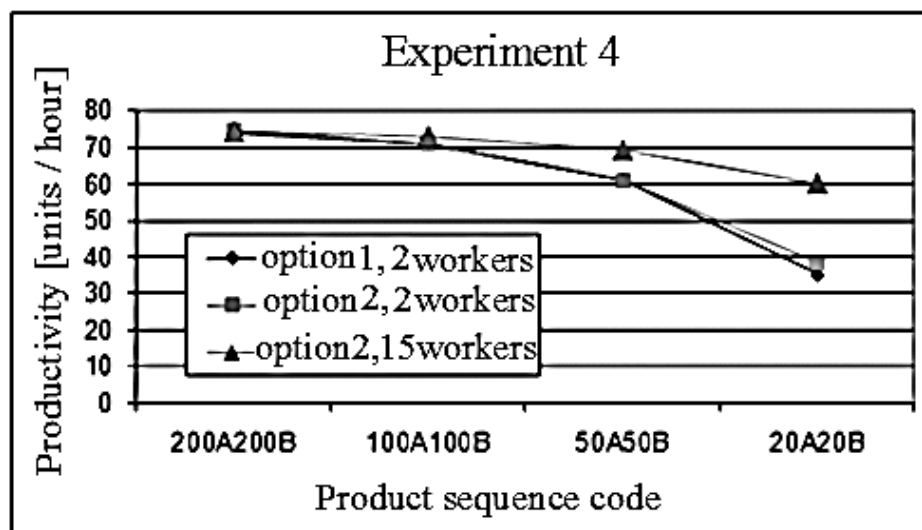 Experiment 4
Productivity [units / hour]
80
70
60
50
40
30
20
10
0
option1, 2workers
option2, 2workers
option2,15workers
200A200B 100A100B 50A50B 20A20B
Product sequence code